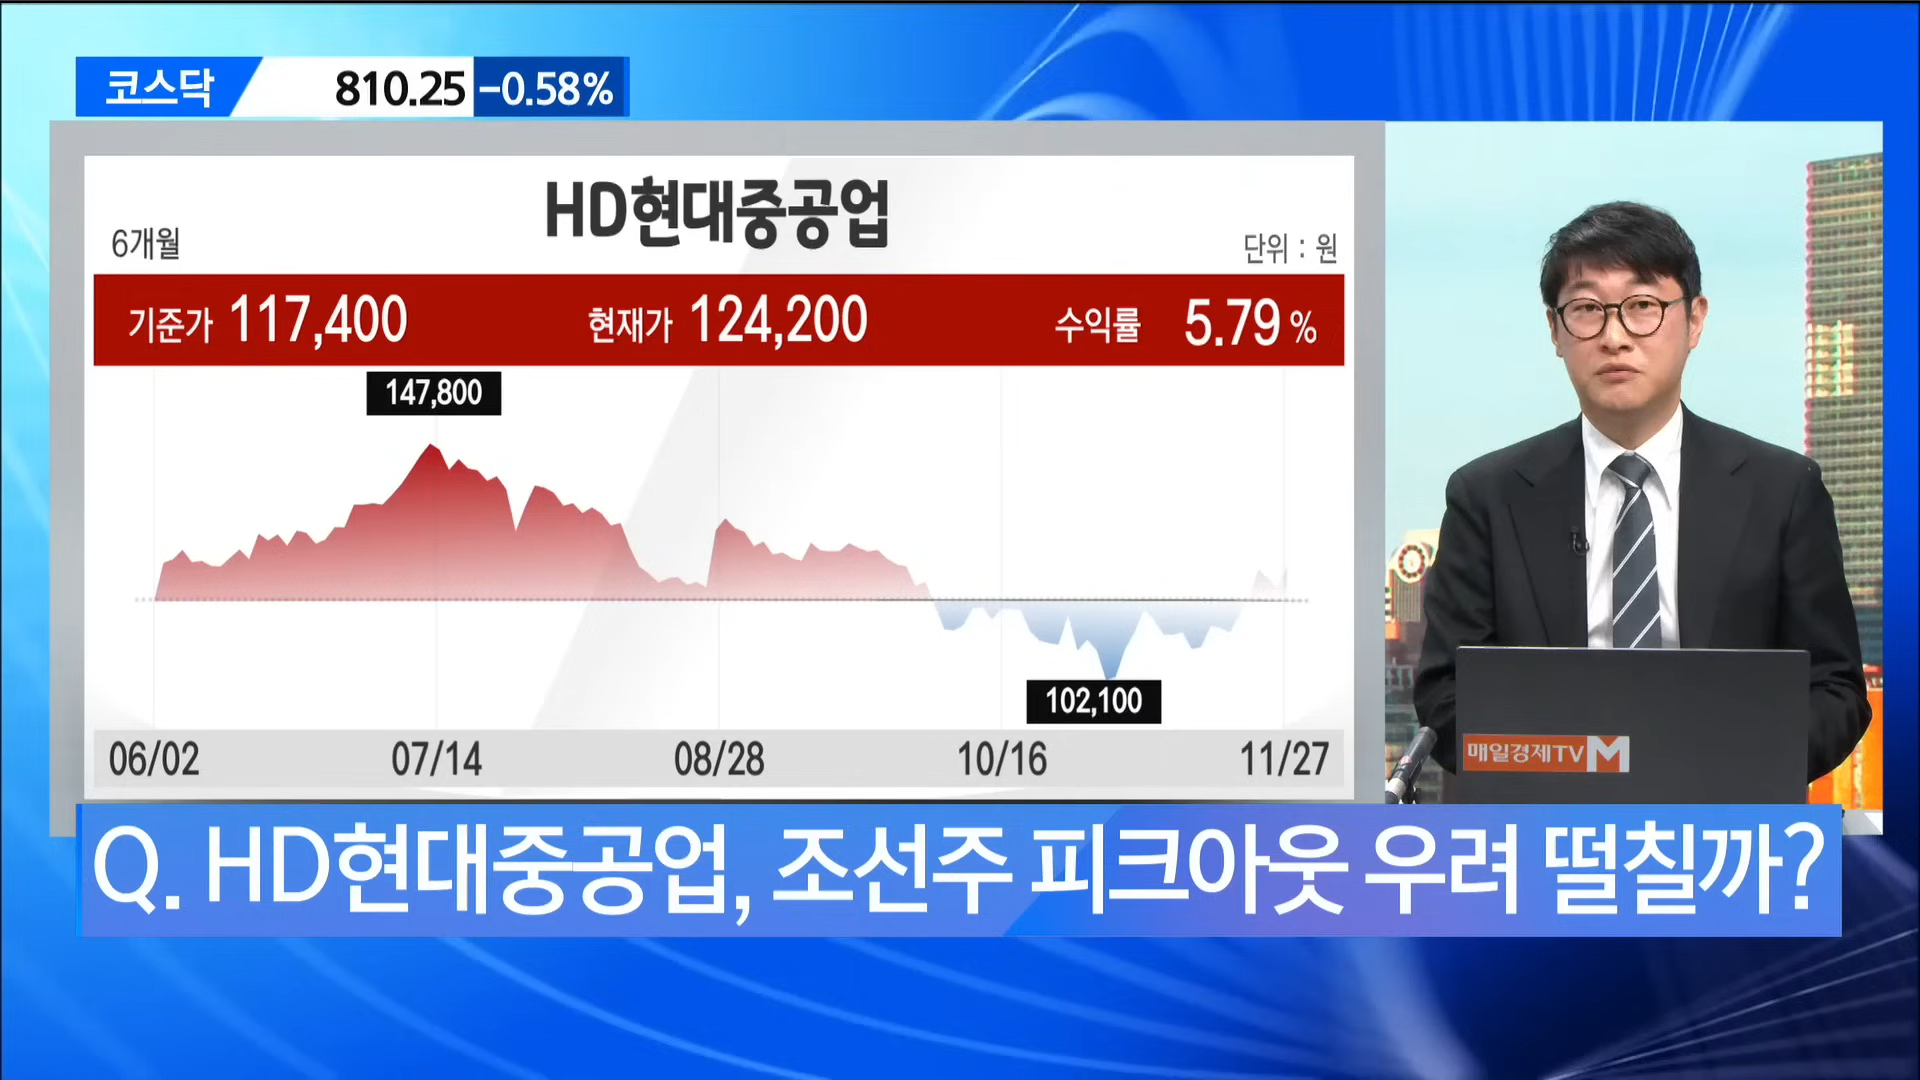 코스닥 810.25 -0.58%
HD현대중공업
6개월
단위 : 원
기준가 117,400 현재가 124,200 수익률 5.79 %
147,800
102,100
06/02 07/14 08/28 10/16 11/27
매일경제TV M
Q. HD현대중공업, 조선주 피크아웃 우려 떨칠까?